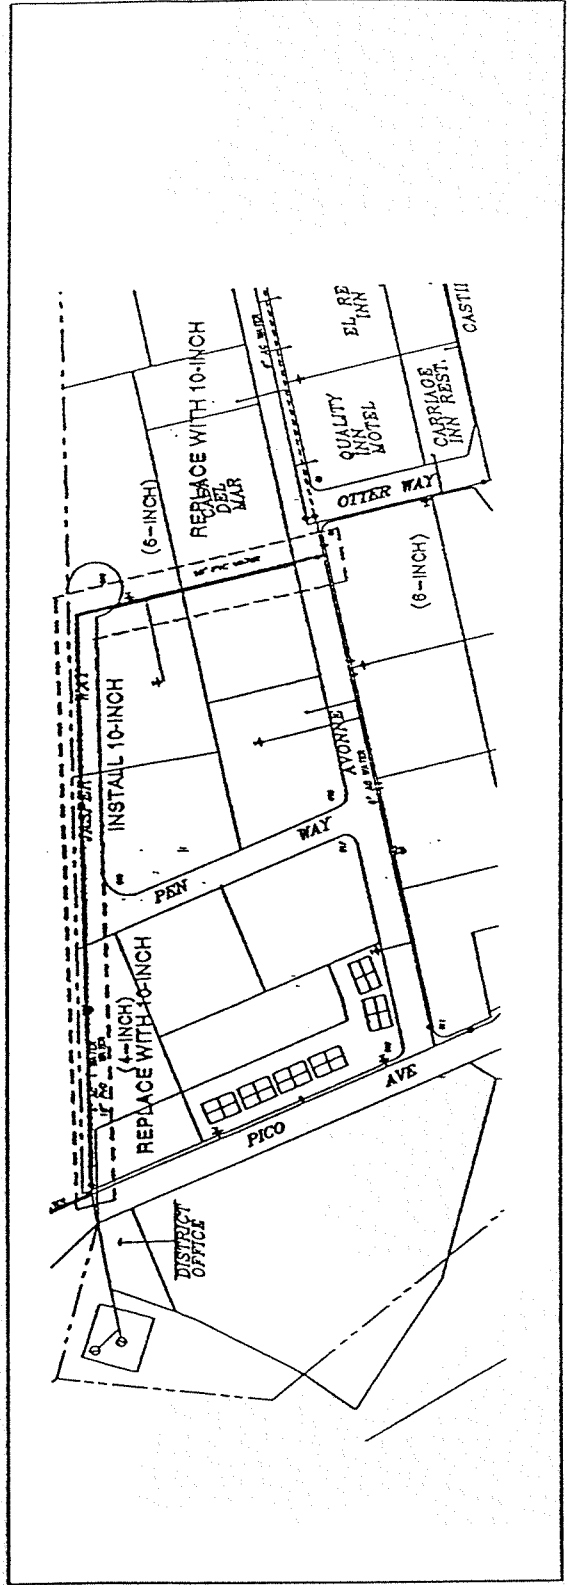 REPLACE WITH 10-INCH
CASA
DEL
MAR
(6-INCH)
EL RE
INN
QUALITY
INN
MOTEL
CARRIAGE
INN REST.
CASTIL
OTTER WAY
(6-INCH)
JASPER WAY
INSTALL 10-INCH
AVONNE
PEN WAY
(4-INCH)
REPLACE WITH 10-INCH
PICO AVE
DISTRICT
OFFICE